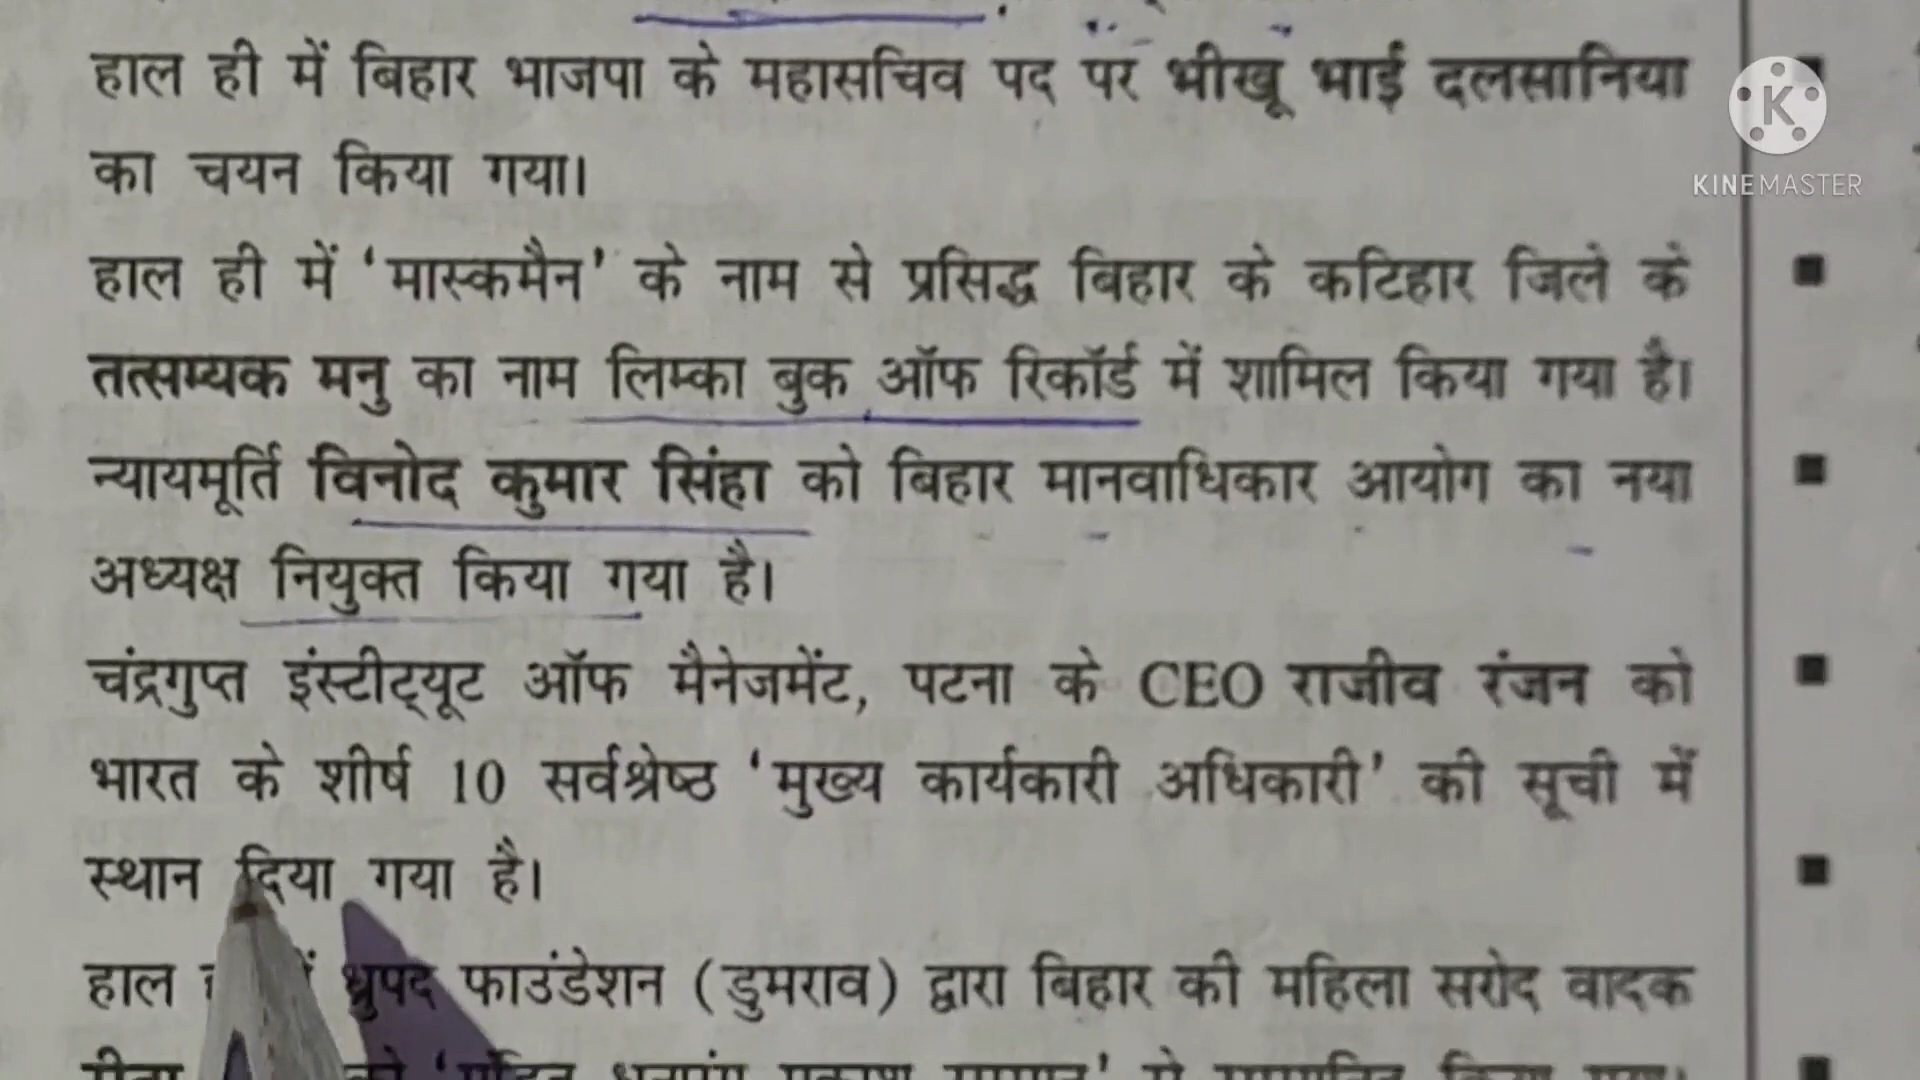 हाल ही में बिहार भाजपा के महासचिव पद पर भीखू भाई दलसानिया
का चयन किया गया।
KINEMASTER
हाल ही में ‘मास्कमैन’ के नाम से प्रसिद्ध बिहार के कटिहार जिले के
तत्सम्यक मनु का नाम लिम्का बुक ऑफ रिकॉर्ड में शामिल किया गया है।
न्यायमूर्ति विनोद कुमार सिंहा को बिहार मानवाधिकार आयोग का नया
अध्यक्ष नियुक्त किया गया है।
चंद्रगुप्त इंस्टीट्यूट ऑफ मैनेजमेंट, पटना के CEO राजीव रंजन को
भारत के शीर्ष 10 सर्वश्रेष्ठ ‘मुख्य कार्यकारी अधिकारी’ की सूची में
स्थान दिया गया है।
हाल ध्रुपद फाउंडेशन (डुमराव) द्वारा बिहार की महिला सरोद वादक